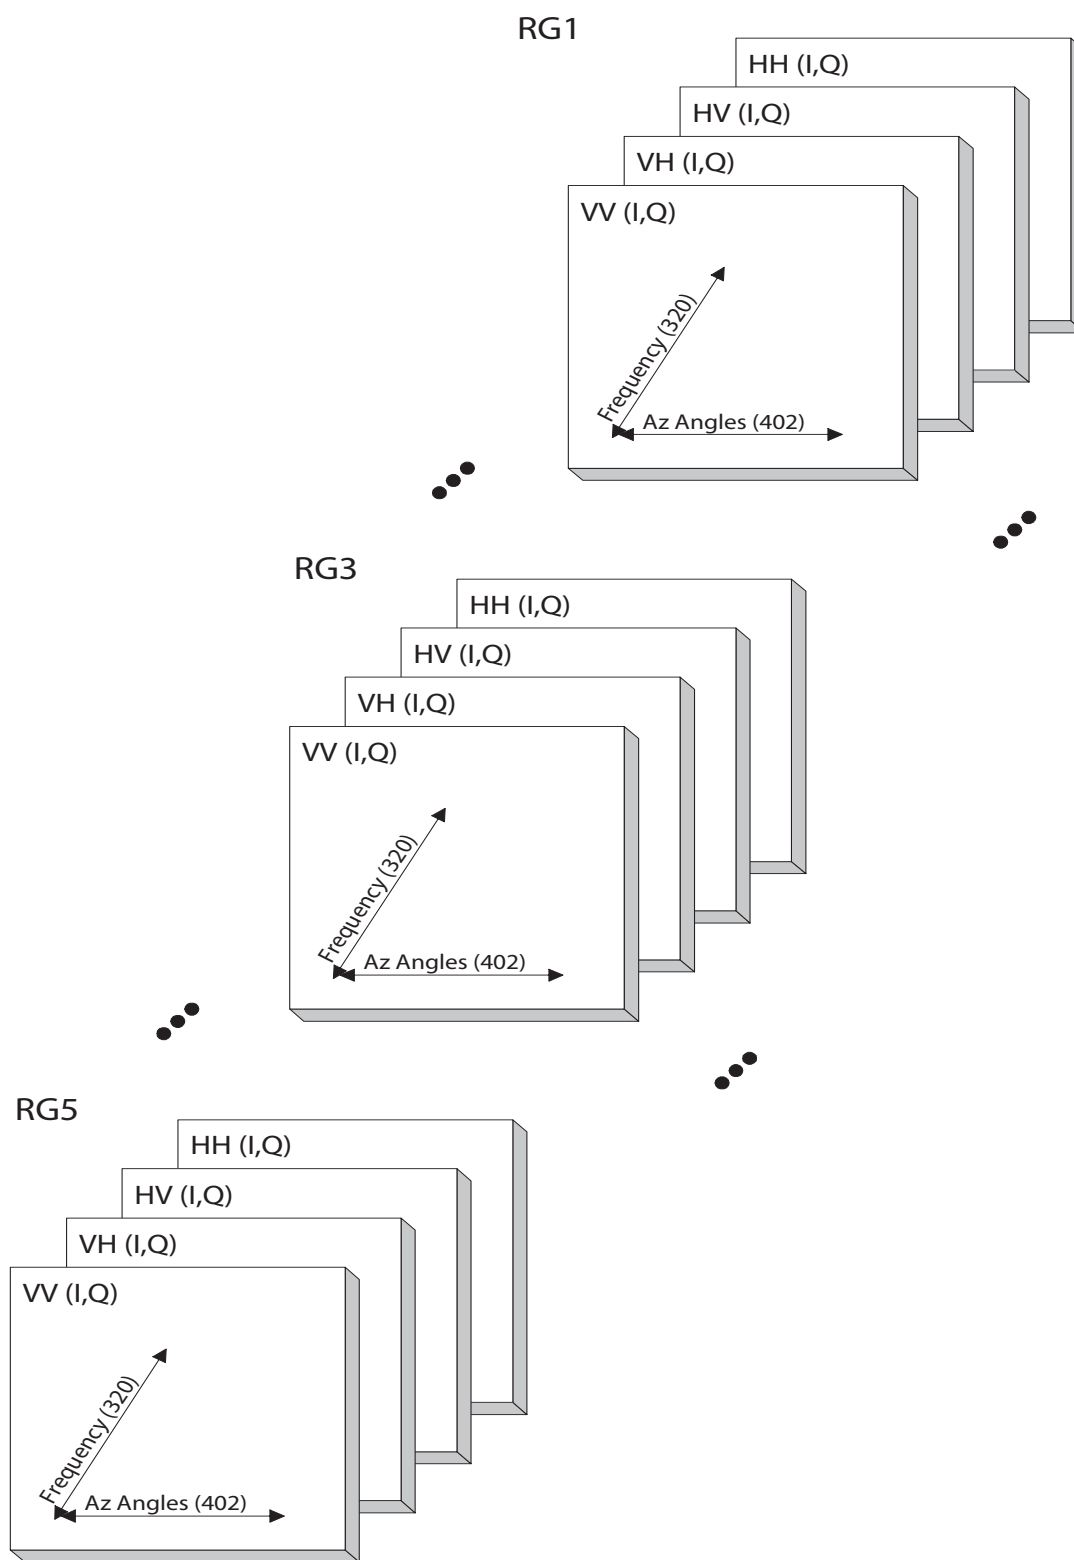 RG1
HH (I,Q)
HV (I,Q)
VH (I,Q)
VV (I,Q)
Frequency (320)
Az Angles (402)
RG3
HH (I,Q)
HV (I,Q)
VH (I,Q)
VV (I,Q)
Frequency (320)
Az Angles (402)
RG5
HH (I,Q)
HV (I,Q)
VH (I,Q)
VV (I,Q)
Frequency (320)
Az Angles (402)